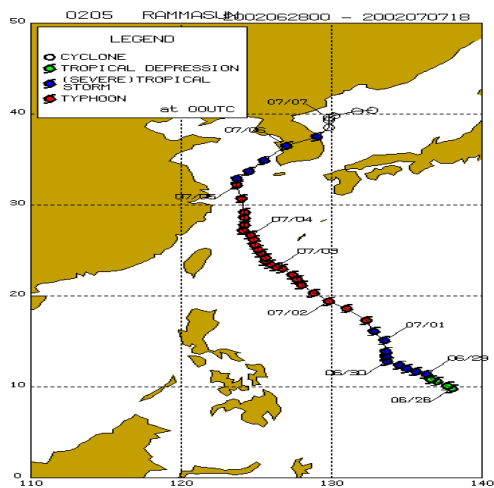 0205 RAMMASUN 2002062800 - 2002070718
LEGEND
CYCLONE
TROPICAL DEPRESSION
(SEVERE)TROPICAL
STORM
TYPHOON
at 00UTC
50
40
30
20
10
0
110
120
130
140
07/07
07/06
07/05
07/04
07/03
07/02
07/01
06/30
06/29
06/28